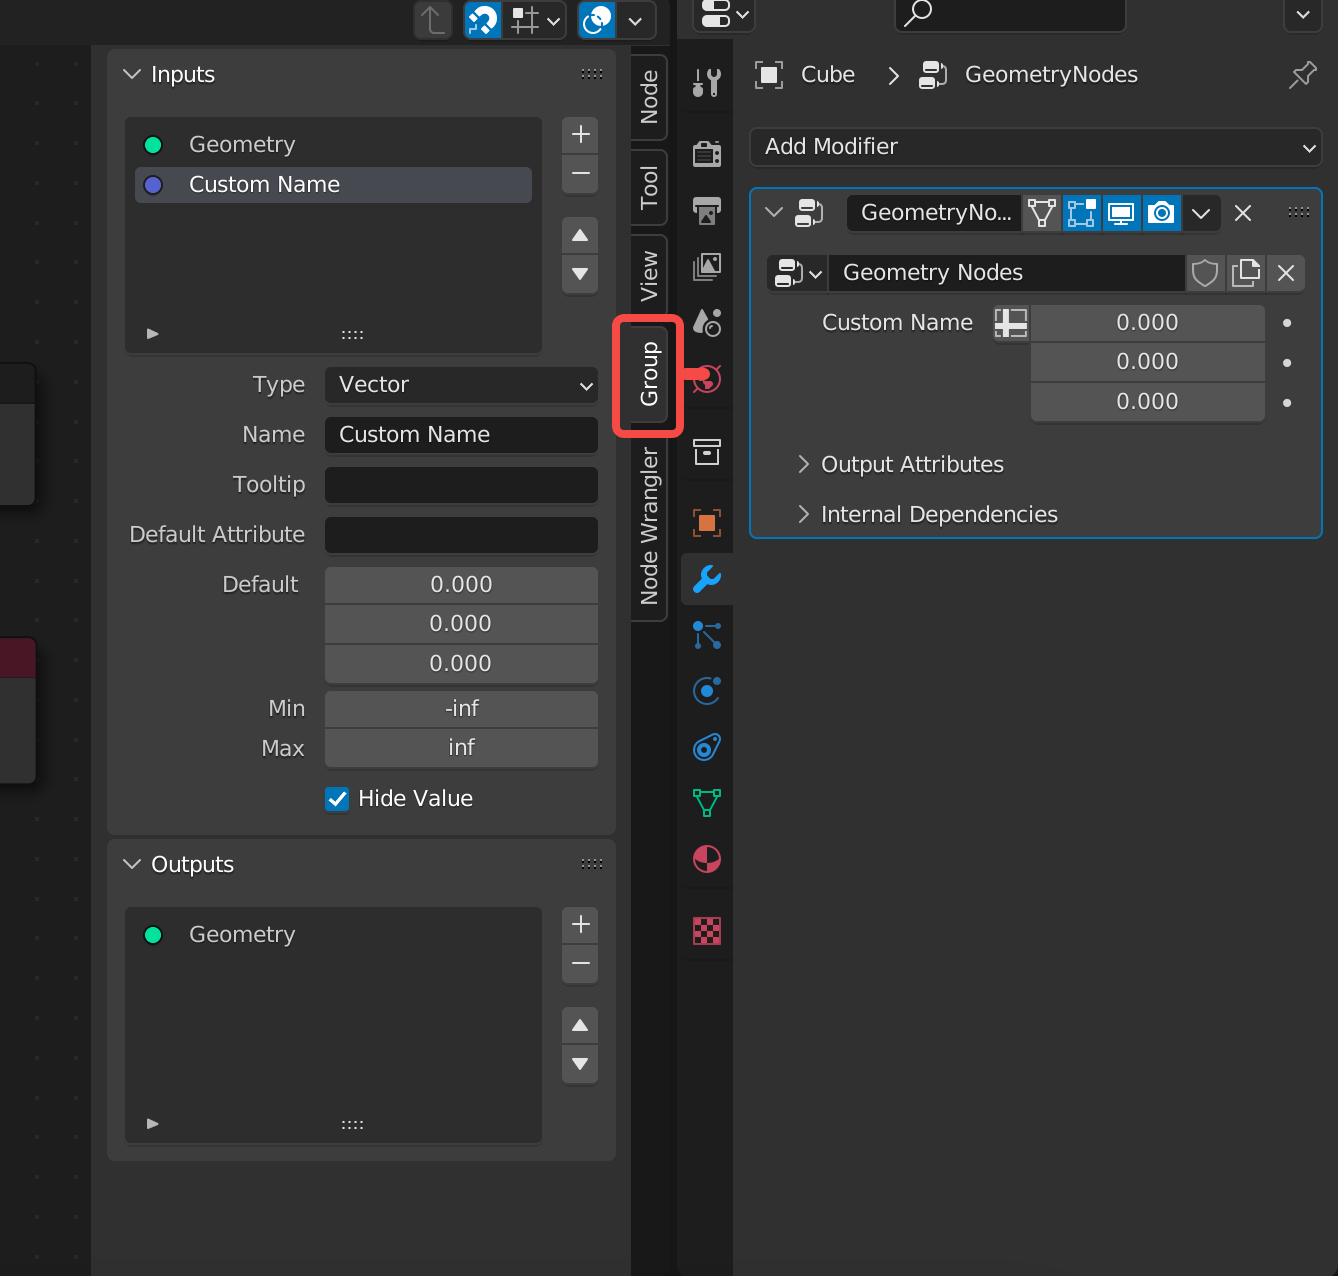 Inputs
Geometry
Custom Name
Type
Vector
Name
Custom Name
Tooltip
Default Attribute
Default
0.000
0.000
0.000
Min
-inf
Max
inf
Hide Value
Outputs
Geometry
Node
Tool
View
Group
Node Wrangler
Cube
GeometryNodes
Add Modifier
GeometryNo...
Geometry Nodes
Custom Name
0.000
0.000
0.000
Output Attributes
Internal Dependencies